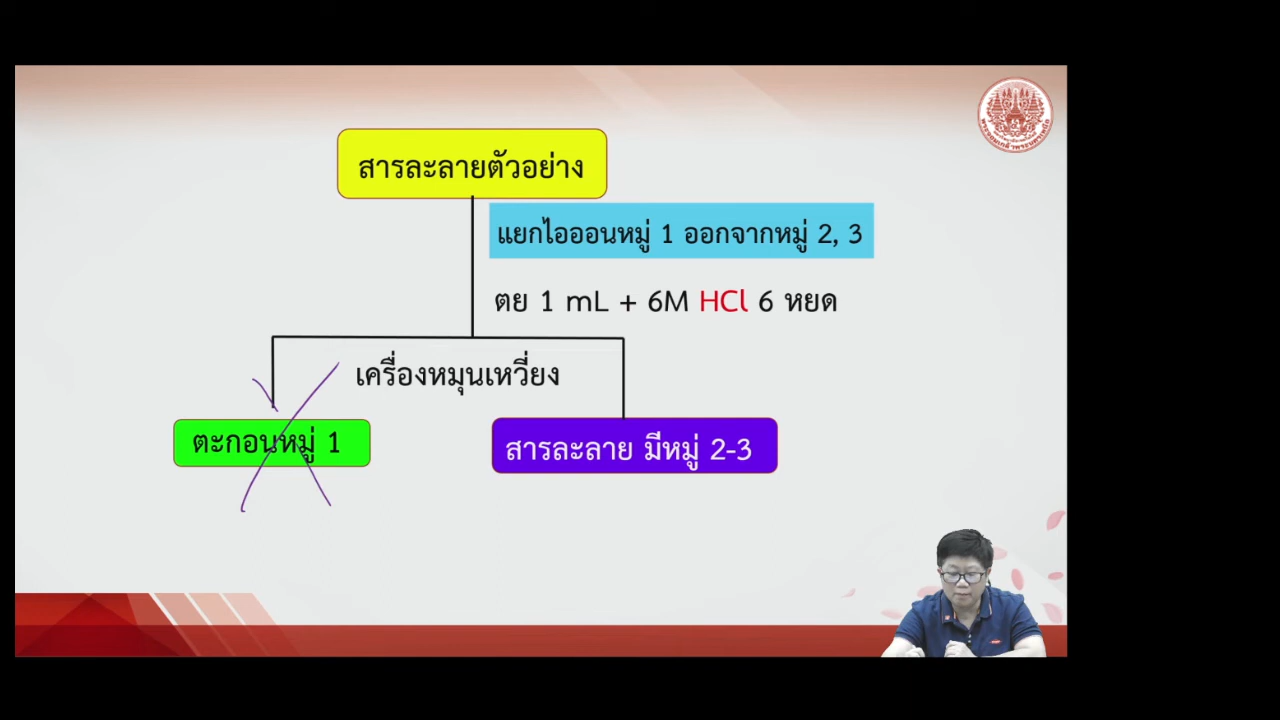 สารละลายตัวอย่าง
แยกไอออนหมู่ 1 ออกจากหมู่ 2, 3
ตย 1 mL + 6M HCl 6 หยด
เครื่องหมุนเหวี่ยง
ตะกอนหมู่ 1
สารละลาย มีหมู่ 2-3